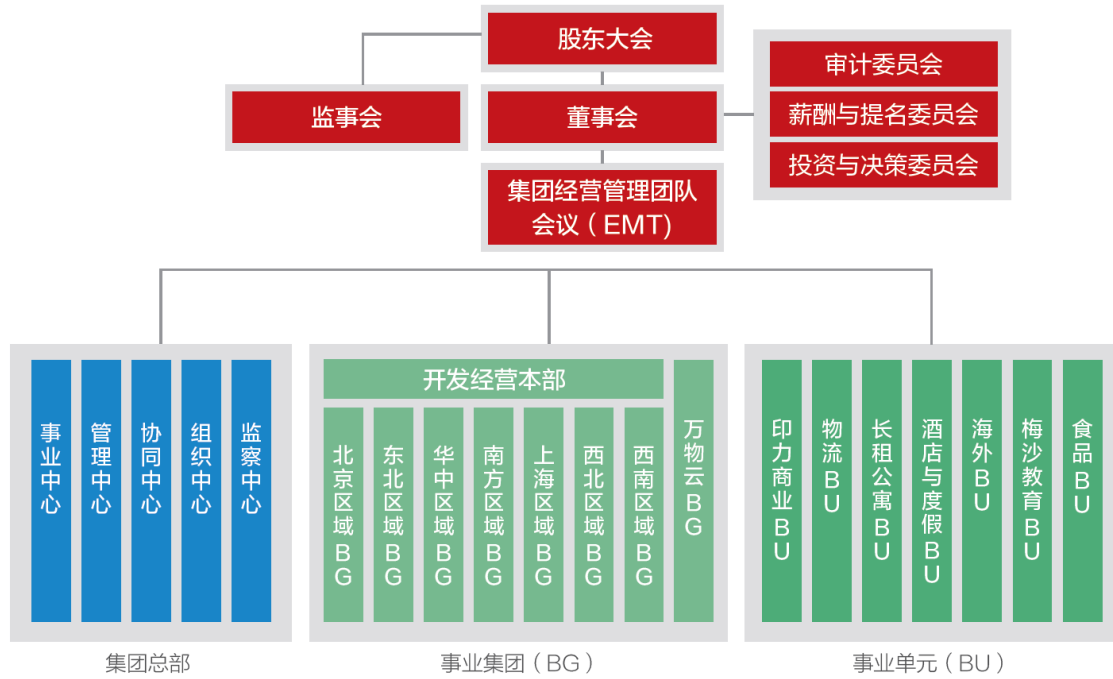 股东大会
监事会
董事会
审计委员会
薪酬与提名委员会
投资与决策委员会
集团经营管理团队
会议（EMT)
事业中心
管理中心
协同中心
组织中心
监察中心
集团总部
开发经营本部
北京区域BG
东北区域BG
华中区域BG
南方区域BG
上海区域BG
西北区域BG
西南区域BG
万物云BG
事业集团（BG）
印力商业BU
物流BU
长租公寓BU
酒店与度假BU
海外BU
梅沙教育BU
食品BU
事业单元（BU）